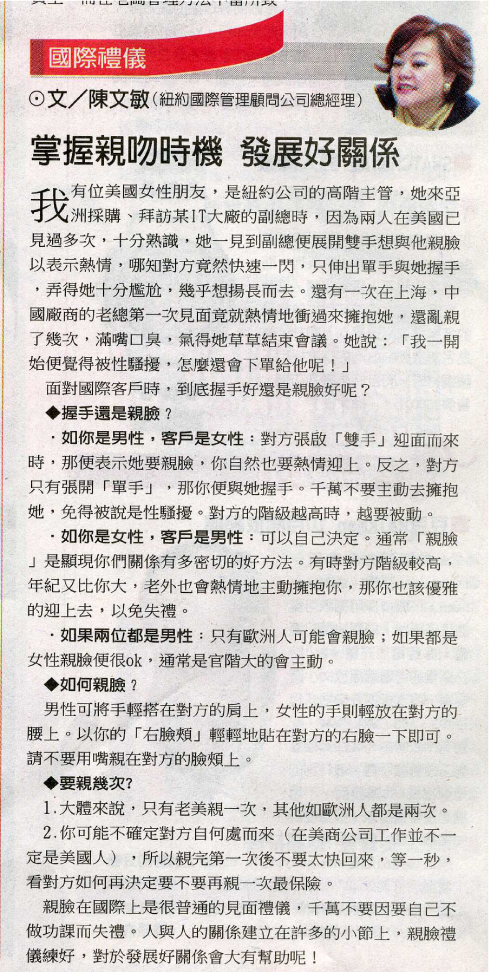 國際禮儀
⊙文／陳文敏(紐約國際管理顧問公司總經理)
掌握親吻時機 發展好關係
我有位美國女性朋友，是紐約公司的高階主管，她來亞
洲採購、拜訪某IT大廠的副總時，因為兩人在美國已
見過多次，十分熟識，她一見到副總便展開雙手想與他親臉
以表示熱情，哪知對方竟然快速一閃，只伸出單手與她握手
，弄得她十分尷尬，幾乎想揚長而去。還有一次在上海，中
國廠商的老總第一次見面竟就熱情地衝過來擁抱她，還亂親
了幾次，滿嘴口臭，氣得她草草結束會議。她說：「我一開
始便覺得被性騷擾，怎麼還會下單給他呢！」
面對國際客戶時，到底握手好還是親臉好呢？
◆握手還是親臉？
．如你是男性，客戶是女性：對方張啟「雙手」迎面而來
時，那便表示她要親臉，你自然也要熱情迎上。反之，對方
只有張開「單手」，那你便與她握手。千萬不要主動去擁抱
她，免得被說是性騷擾。對方的階級越高時，越要被動。
．如你是女性，客戶是男性：可以自己決定。通常「親臉
」是顯現你們關係有多密切的好方法。有時對方階級較高，
年紀又比你大，老外也會熱情地主動擁抱你，那你也該優雅
的迎上去，以免失禮。
．如果兩位都是男性：只有歐洲人可能會親臉；如果都是
女性親臉便很ok，通常是官階大的會主動。
◆如何親臉？
男性可將手輕搭在對方的肩上，女性的手則輕放在對方的
腰上。以你的「右臉頰」輕輕地貼在對方的右臉一下即可。
請不要用嘴親在對方的臉頰上。
◆要親幾次？
1.大體來說，只有老美親一次，其他如歐洲人都是兩次。
2.你可能不確定對方自何處而來（在美商公司工作並不一
定是美國人），所以親完第一次後不要太快回來，等一秒，
看對方如何再決定要不要再親一次最保險。
親臉在國際上是很普通的見面禮儀，千萬不要因要自己不
做功課而失禮。人與人的關係建立在許多的小節上，親臉禮
儀練好，對於發展好關係會大有幫助呢！